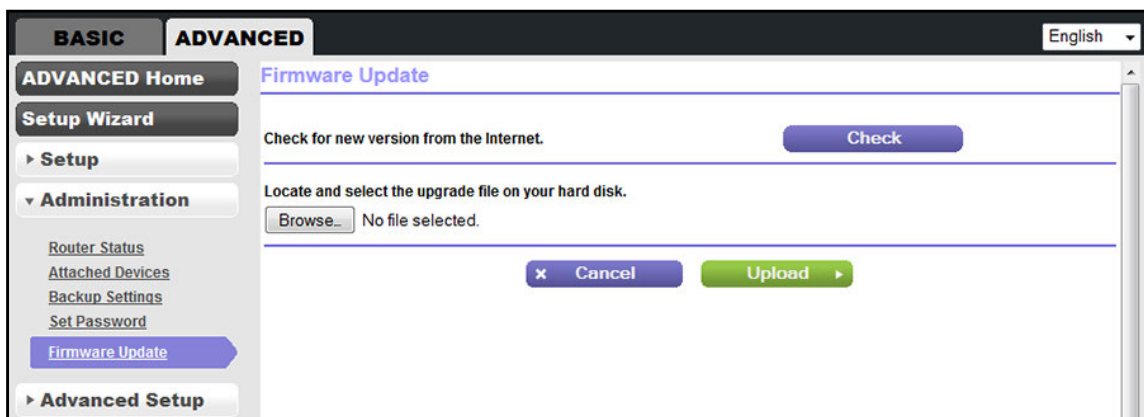 BASIC
ADVANCED
English
ADVANCED Home
Setup Wizard
Setup
Administration
Router Status
Attached Devices
Backup Settings
Set Password
Firmware Update
Advanced Setup
Firmware Update
Check for new version from the Internet.
Check
Locate and select the upgrade file on your hard disk.
Browse... No file selected.
Cancel
Upload